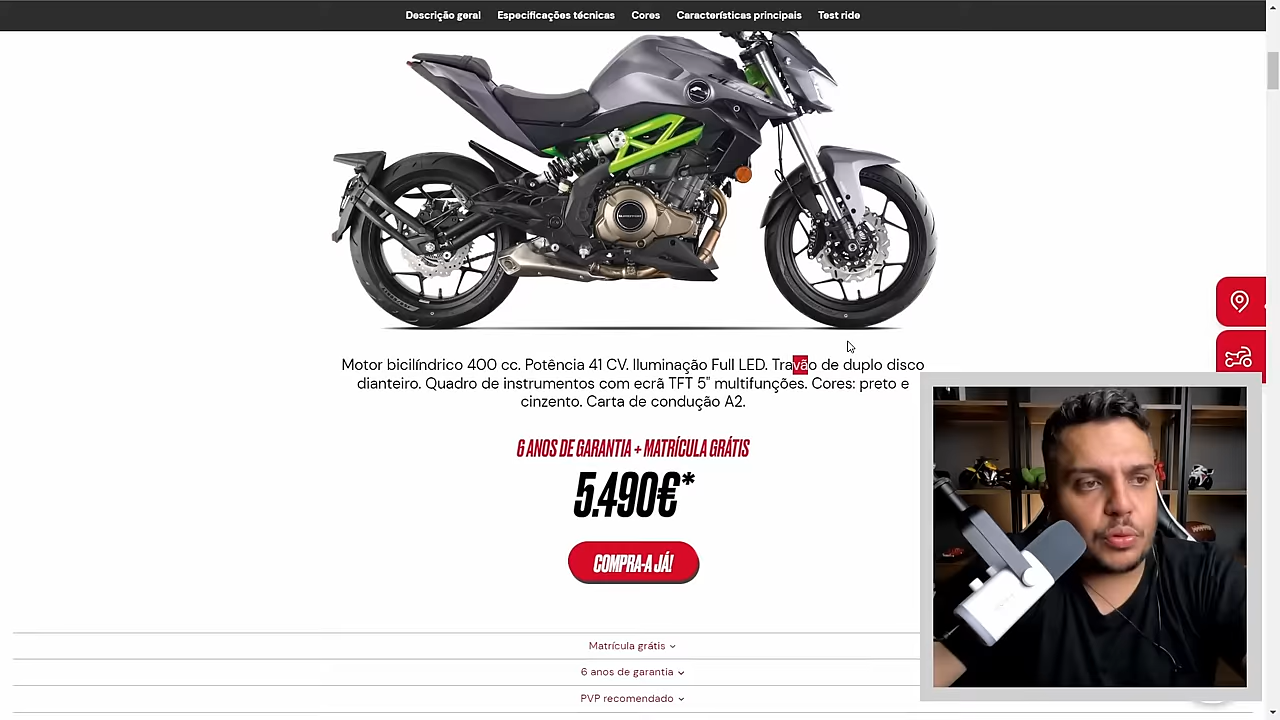 Descrição geral Especificações técnicas Cores Características principais Test ride
Motor bicilíndrico 400 cc. Potência 41 CV. Iluminação Full LED. Travão de duplo disco
dianteiro. Quadro de instrumentos com ecrã TFT 5" multifunções. Cores: preto e
cinzento. Carta de condução A2.
6 ANOS DE GARANTIA + MATRÍCULA GRÁTIS
5.490€*
COMPRA-A JÁ!
Matrícula grátis
6 anos de garantia
PVP recomendado